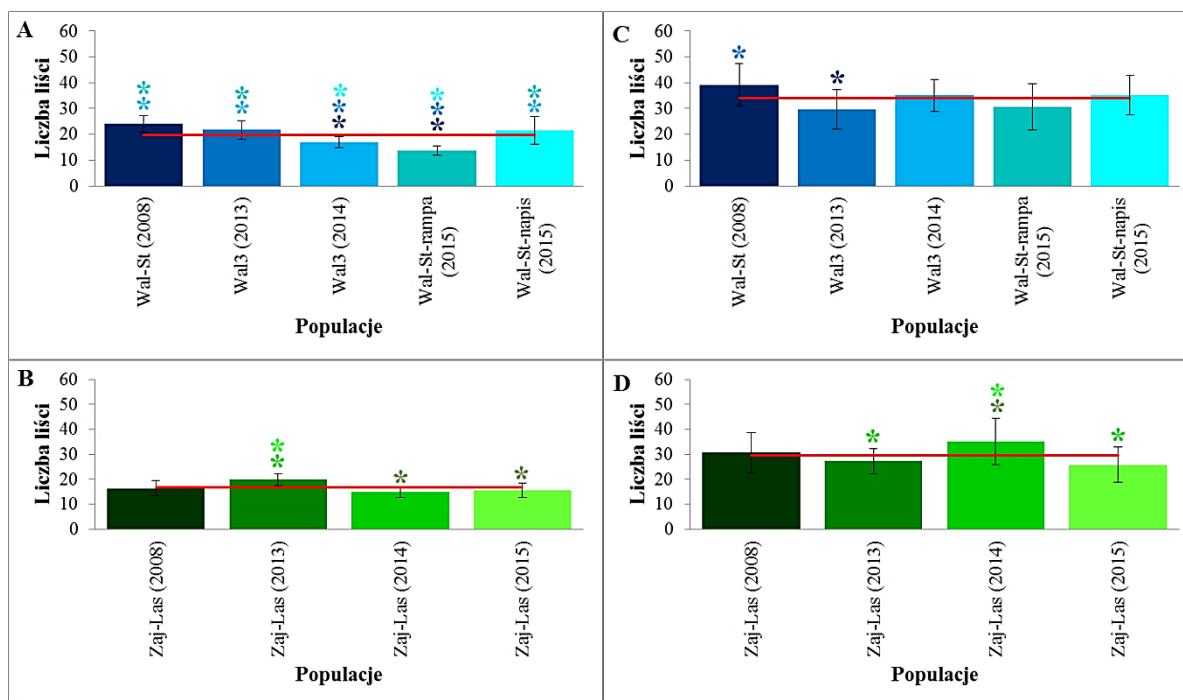 A
60
50
40
30
20
10
0
Liczba liści
* * * * *
* * * * *
* *
Wal-St (2008)
Wal3 (2013)
Wal3 (2014)
Wal-St-rampa
(2015)
Wal-St-napis
(2015)
Populacje
C
60
50
40
30
20
10
0
Liczba liści
*
*
Wal-St (2008)
Wal3 (2013)
Wal3 (2014)
Wal-St-rampa
(2015)
Wal-St-napis
(2015)
Populacje
B
60
50
40
30
20
10
0
Liczba liści
*
*
* *
Zaj-Las (2008)
Zaj-Las (2013)
Zaj-Las (2014)
Zaj-Las (2015)
Populacje
D
60
50
40
30
20
10
0
Liczba liści
*
*
* *
Zaj-Las (2008)
Zaj-Las (2013)
Zaj-Las (2014)
Zaj-Las (2015)
Populacje